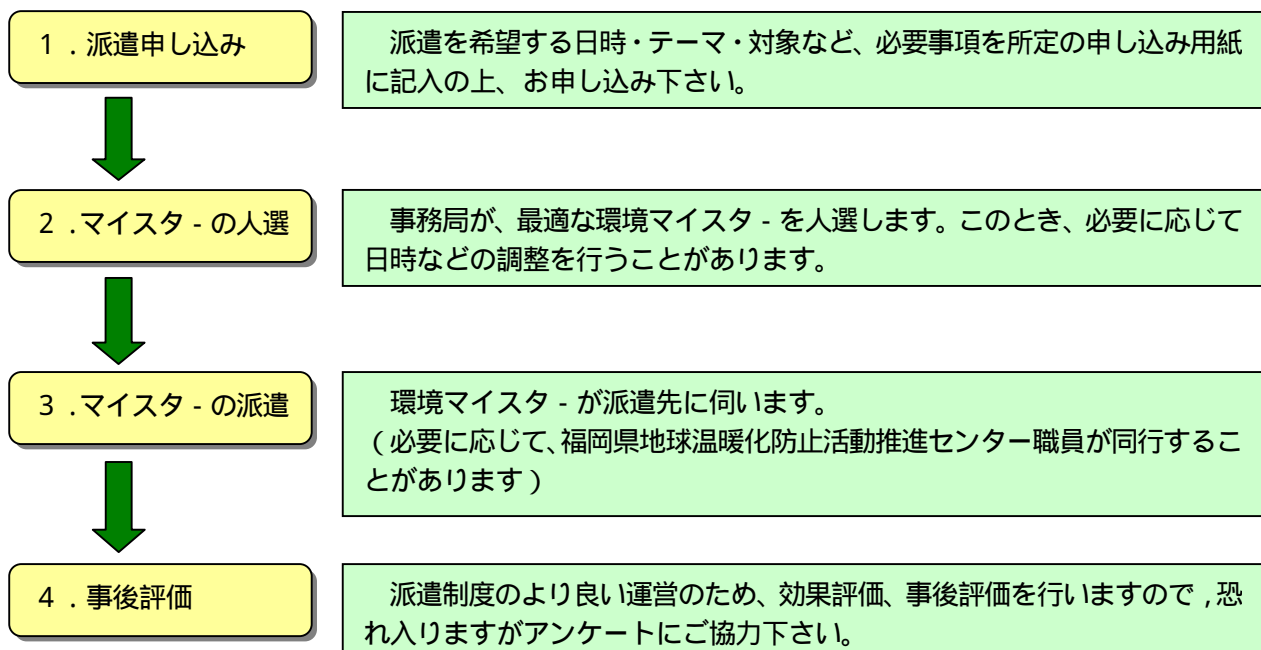 1．派遣申し込み
派遣を希望する日時・テーマ・対象など、必要事項を所定の申し込み用紙
に記入の上、お申し込み下さい。
2．マイスタ-の人選
事務局が、最適な環境マイスタ-を人選します。このとき、必要に応じて
日時などの調整を行うことがあります。
3．マイスタ-の派遣
環境マイスタ-が派遣先に伺います。
（必要に応じて、福岡県地球温暖化防止活動推進センター職員が同行するこ
とがあります）
4．事後評価
派遣制度のより良い運営のため、効果評価、事後評価を行いますので，恐
れ入りますがアンケートにご協力下さい。